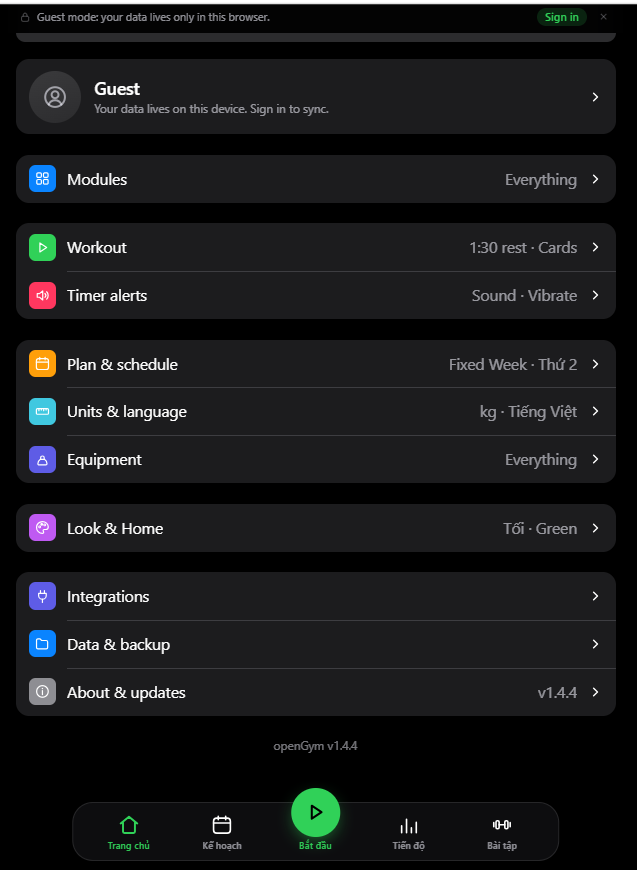 Guest mode: your data lives only in this browser.
Sign in
×
Guest
Your data lives on this device. Sign in to sync.
Modules
Everything
Workout
1:30 rest · Cards
Timer alerts
Sound · Vibrate
Plan & schedule
Fixed Week · Thứ 2
Units & language
kg · Tiếng Việt
Equipment
Everything
Look & Home
Tối · Green
Integrations
Data & backup
About & updates
v1.4.4
openGym v1.4.4
Trang chủ
Kế hoạch
Bắt đầu
Tiến độ
Bài tập